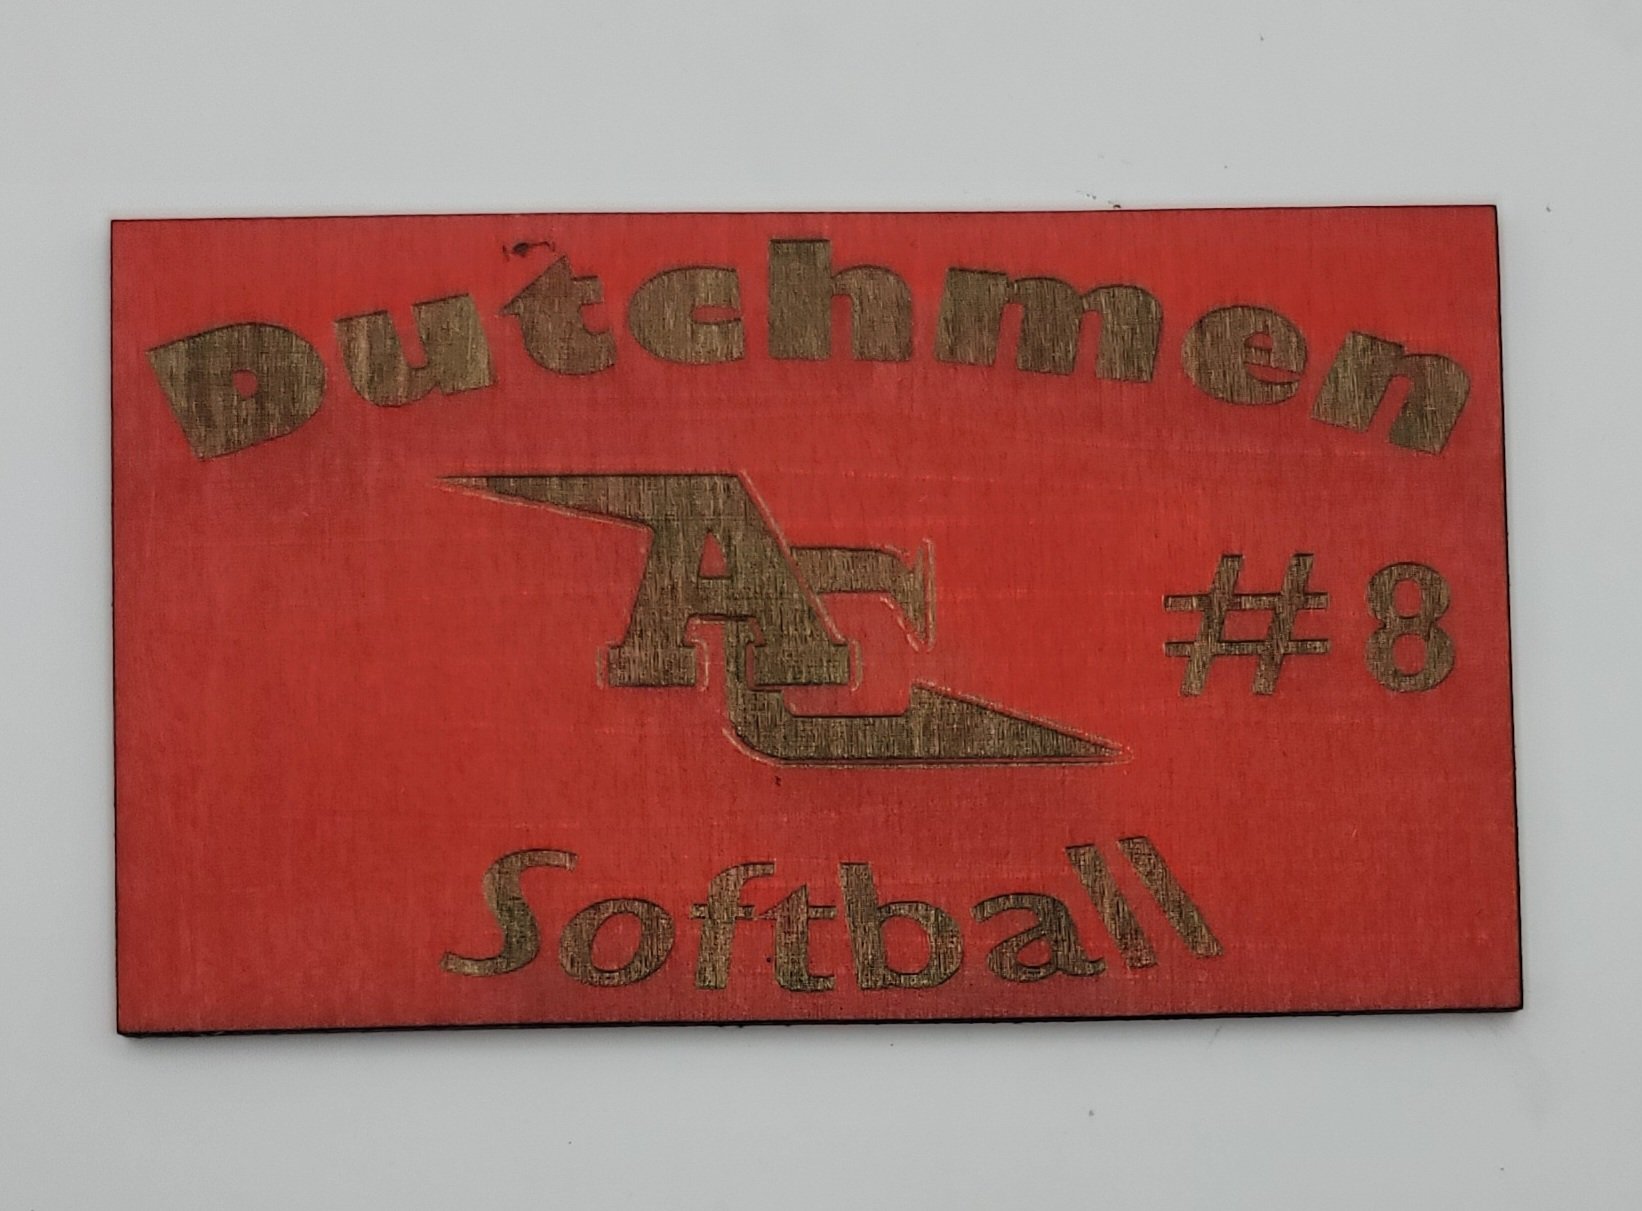 Dutchmen
AC
#8
Softball